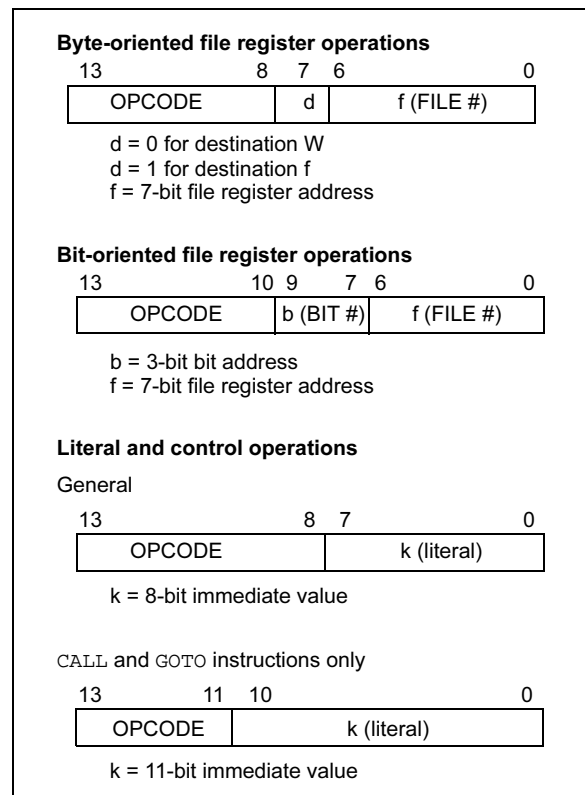 Byte-oriented file register operations
13 8 7 6 0
OPCODE d f (FILE #)
d = 0 for destination W
d = 1 for destination f
f = 7-bit file register address
Bit-oriented file register operations
13 10 9 7 6 0
OPCODE b (BIT #) f (FILE #)
b = 3-bit bit address
f = 7-bit file register address
Literal and control operations
General
13 8 7 0
OPCODE k (literal)
k = 8-bit immediate value
CALL and GOTO instructions only
13 11 10 0
OPCODE k (literal)
k = 11-bit immediate value